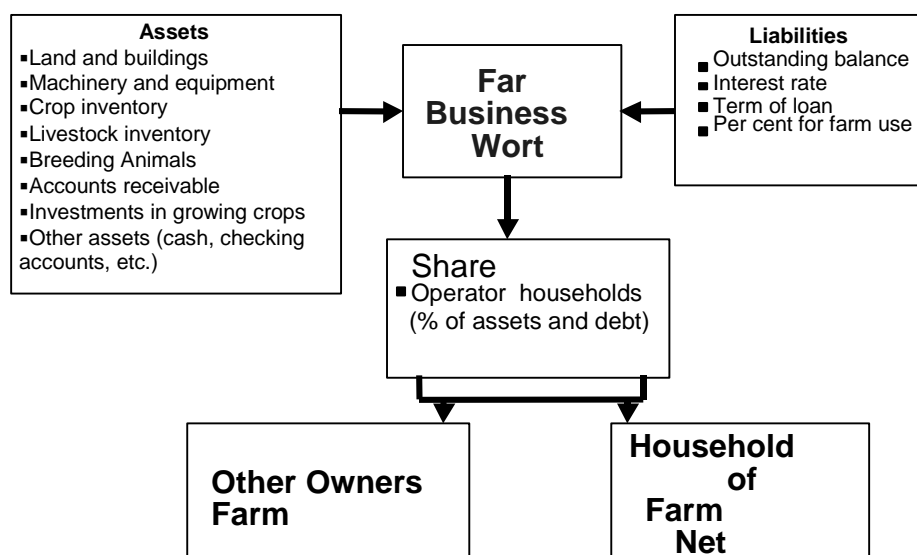 Assets
▪Land and buildings
▪Machinery and equipment
▪Crop inventory
▪Livestock inventory
▪Breeding Animals
▪Accounts receivable
▪Investments in growing crops
▪Other assets (cash, checking
accounts, etc.)
Far
Business
Wort
Liabilities
▪ Outstanding balance
▪ Interest rate
▪ Term of loan
▪ Per cent for farm use
Share
▪ Operator households
(% of assets and debt)
Other Owners
Farm
Household
of
Farm
Net